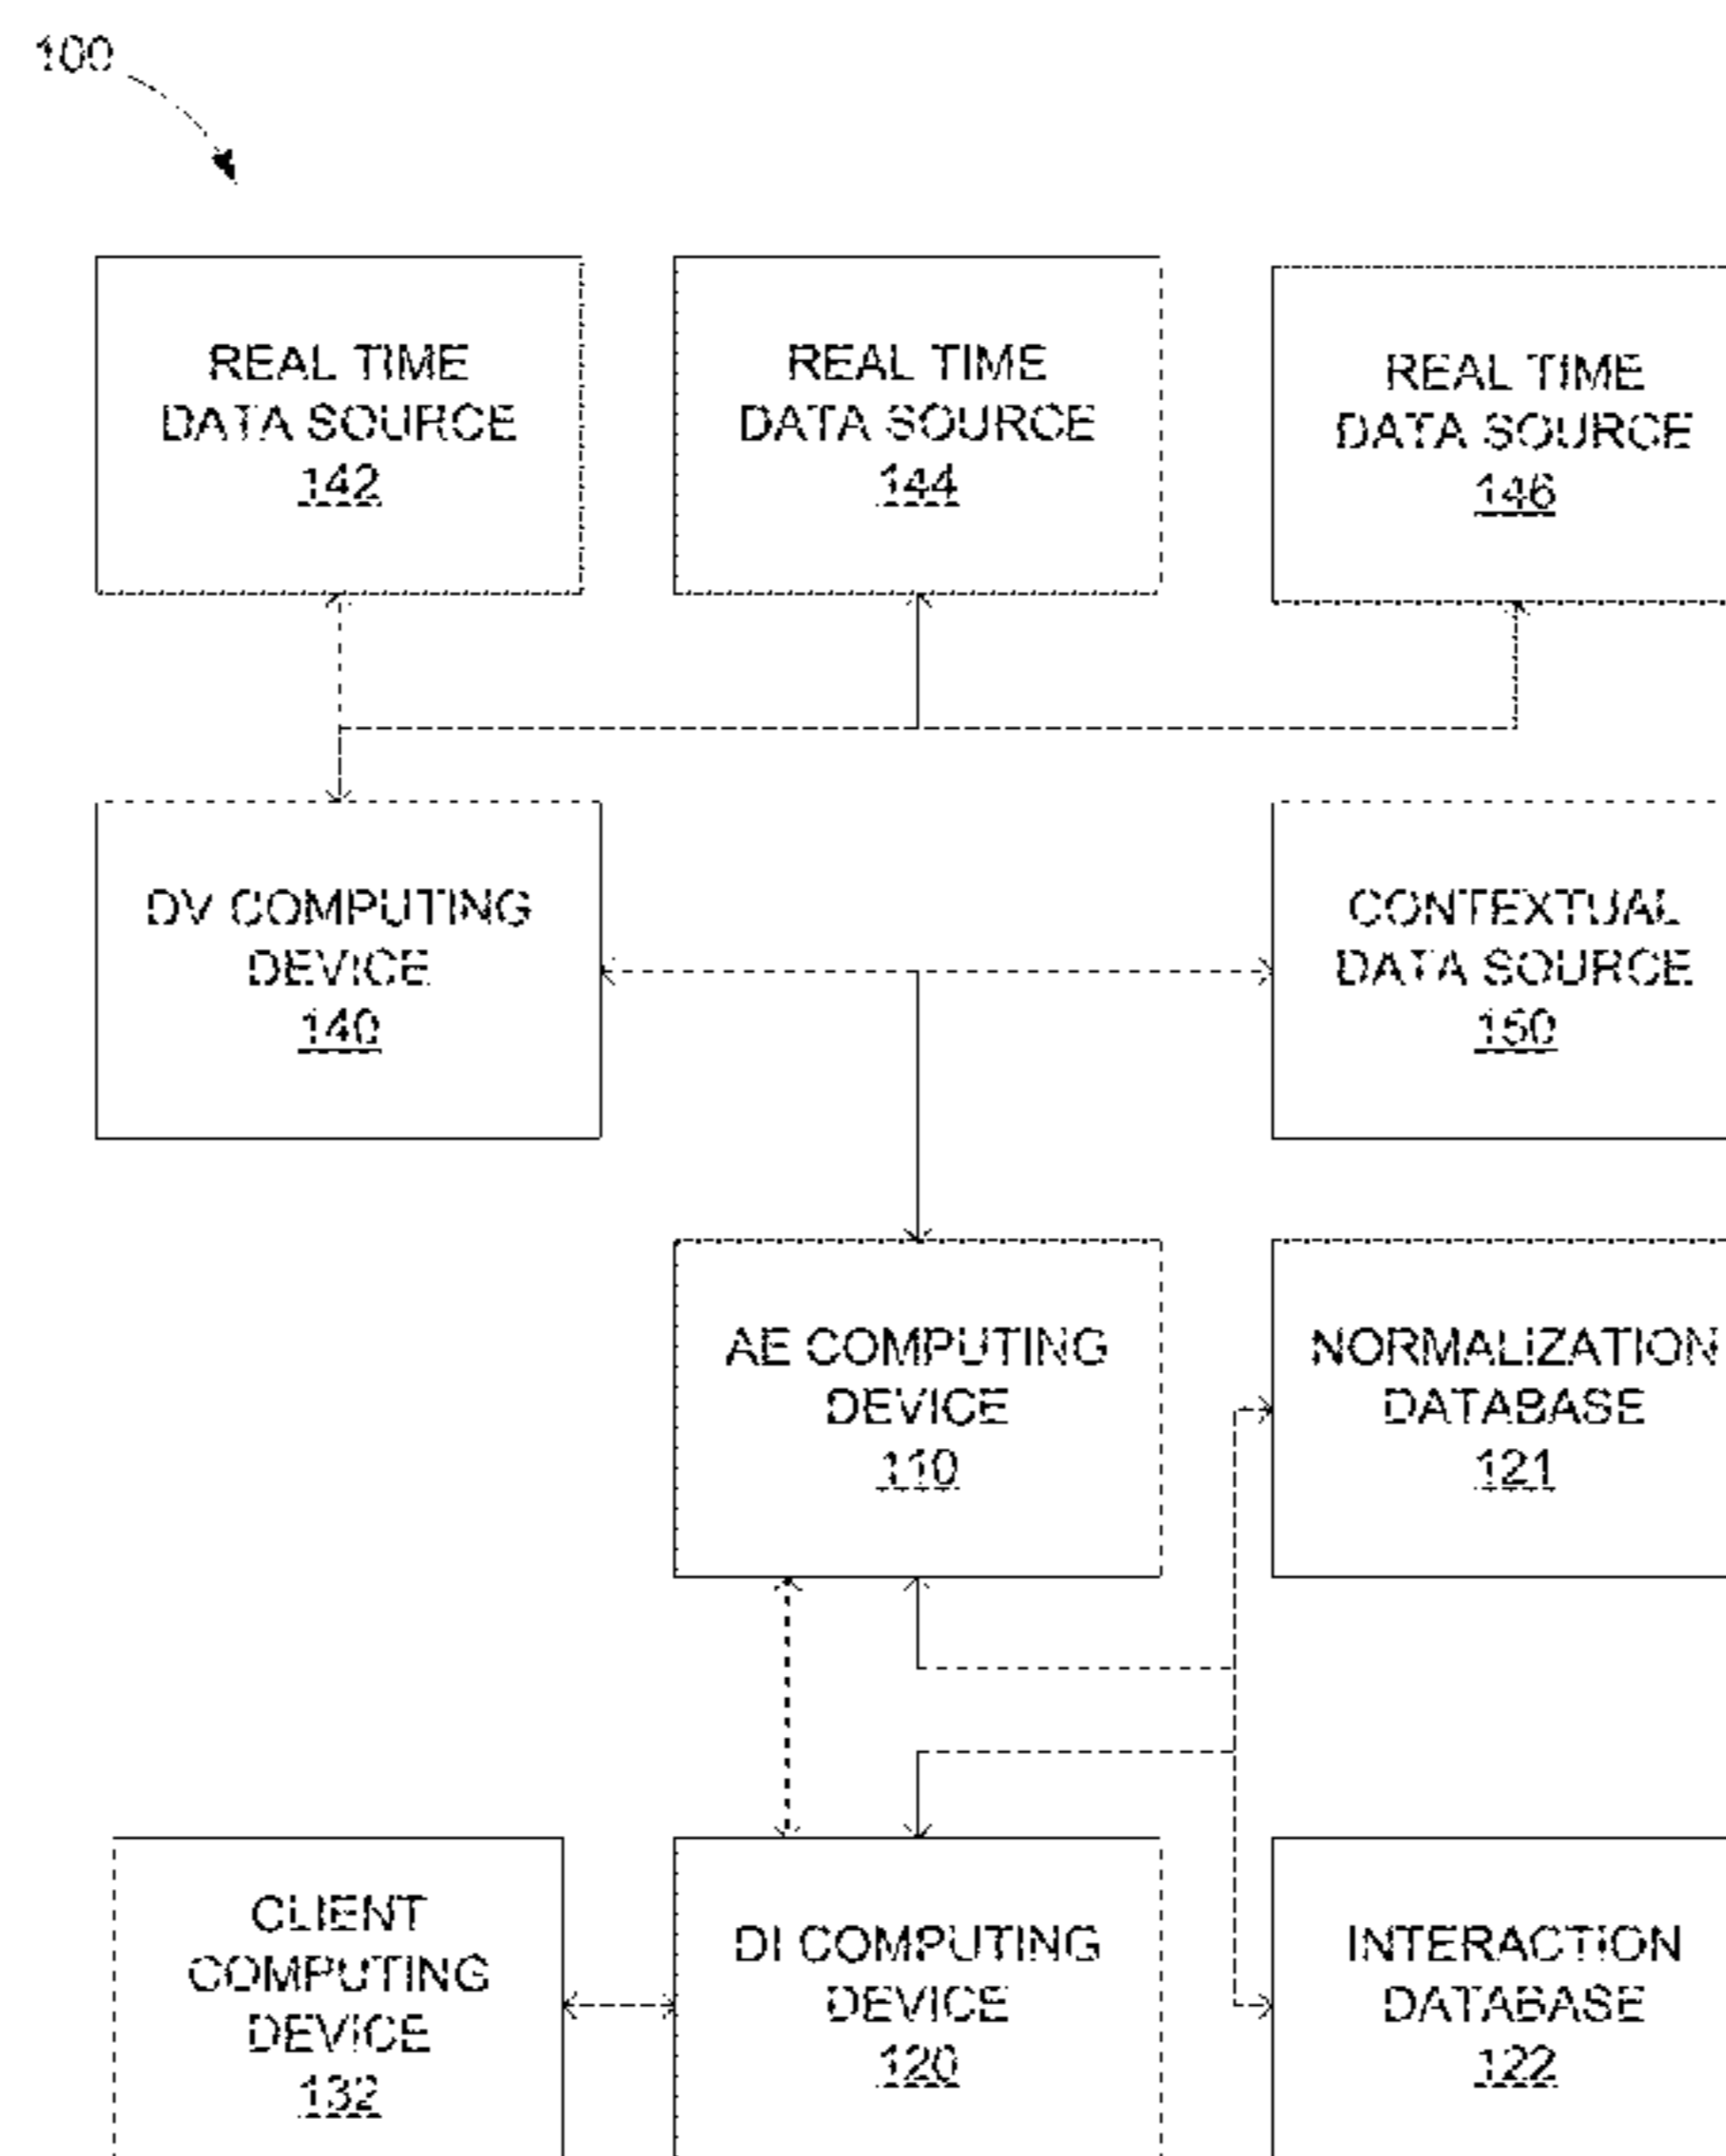 100
REAL TIME
DATA SOURCE
142
REAL TIME
DATA SOURCE
144
REAL TIME
DATA SOURCE
146
DV COMPUTING
DEVICE
140
CONTEXTUAL
DATA SOURCE
150
AE COMPUTING
DEVICE
110
NORMALIZATION
DATABASE
121
CLIENT
COMPUTING
DEVICE
132
DI COMPUTING
DEVICE
120
INTERACTION
DATABASE
122